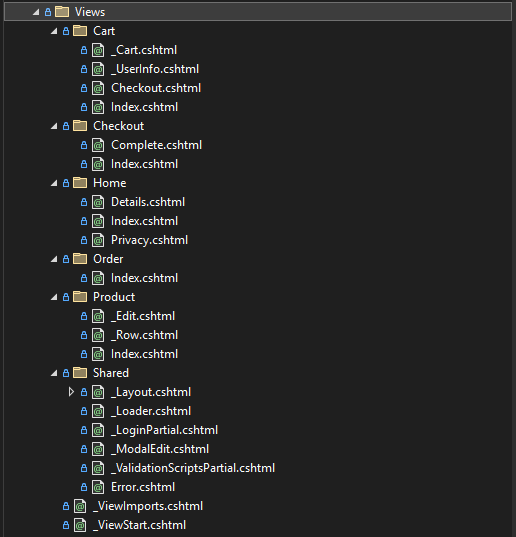 Views
Cart
_Cart.cshtml
_UserInfo.cshtml
Checkout.cshtml
Index.cshtml
Checkout
Complete.cshtml
Index.cshtml
Home
Details.cshtml
Index.cshtml
Privacy.cshtml
Order
Index.cshtml
Product
_Edit.cshtml
_Row.cshtml
Index.cshtml
Shared
_Layout.cshtml
_Loader.cshtml
_LoginPartial.cshtml
_ModalEdit.cshtml
_ValidationScriptsPartial.cshtml
Error.cshtml
_ViewImports.cshtml
_ViewStart.cshtml